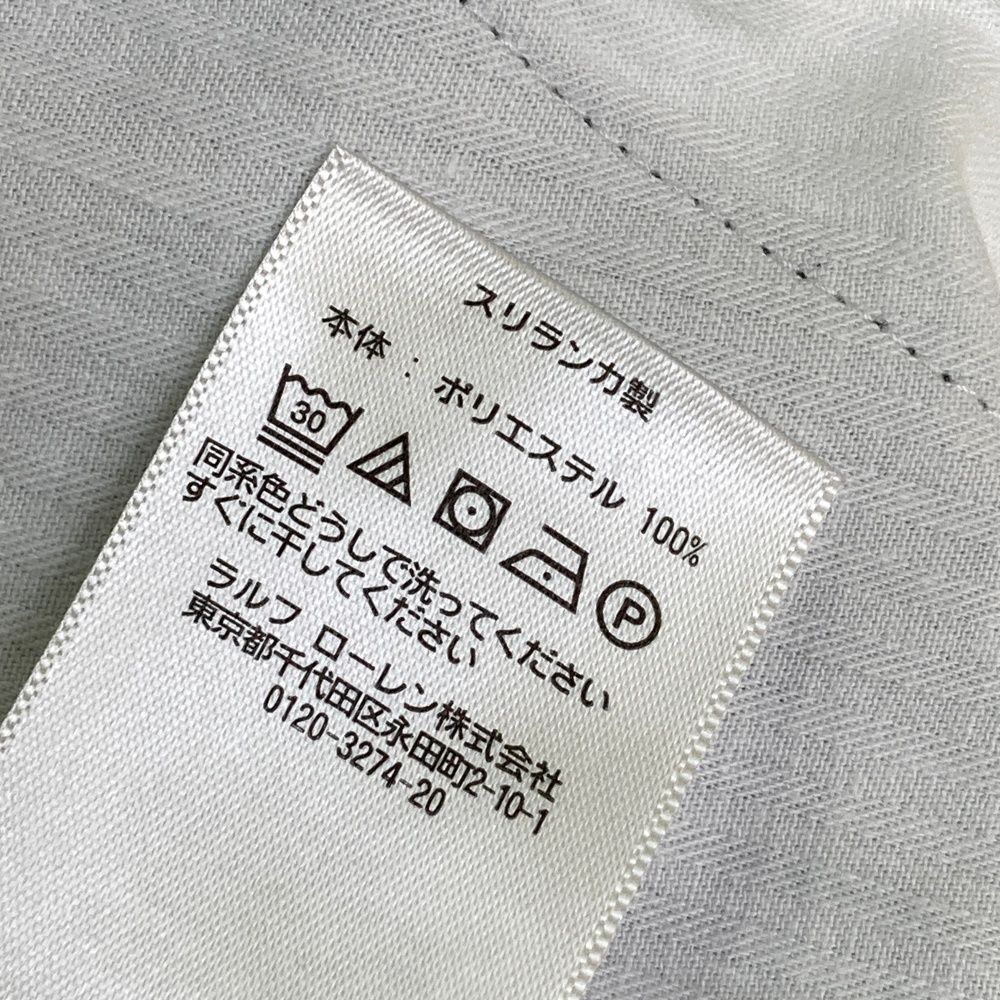 スリランカ製
本体 : ポリエステル 100%
30 P
同系色どうしで洗ってください
すぐに干してください
ラルフ ローレン株式会社
東京都千代田区永田町2-10-1
0120-3274-20